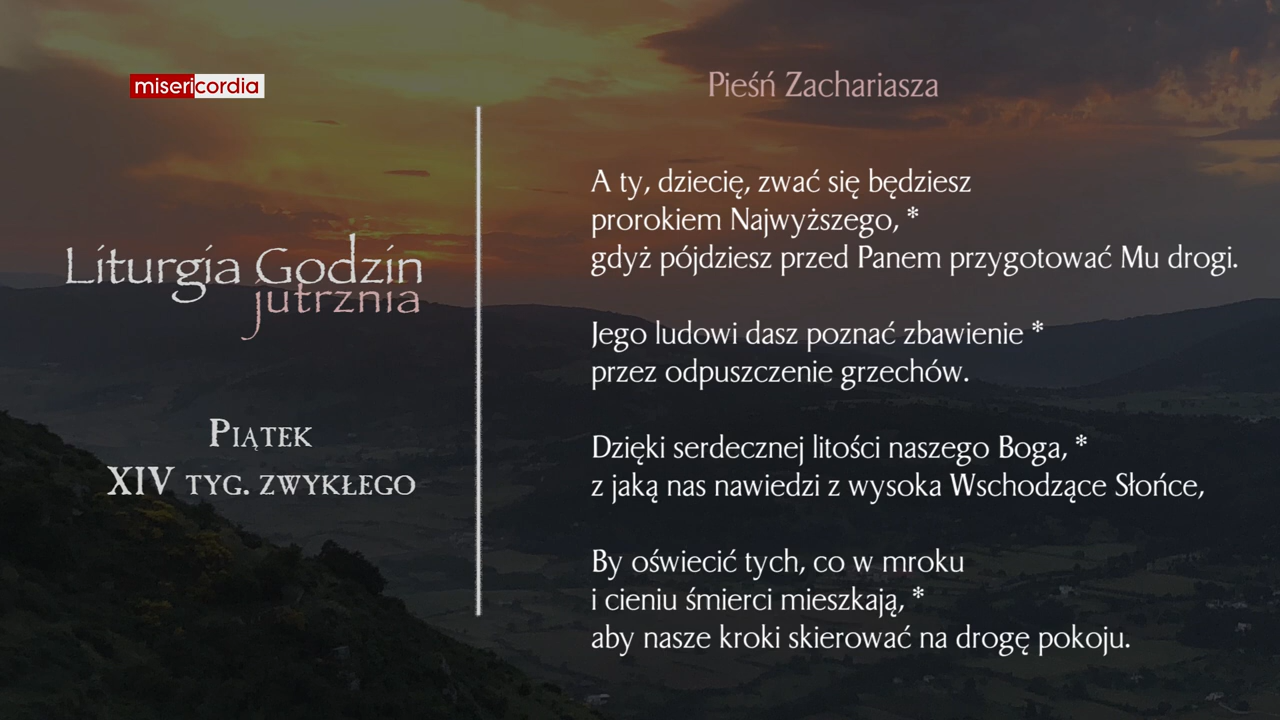 misericordia
Liturgia Godzin
jutrznia
Piątek
XIV tyg. zwykłego
Pieśń Zachariasza
A ty, dziecię, zwać się będziesz
prorokiem Najwyższego, *
gdyż pójdziesz przed Panem przygotować Mu drogi.
Jego ludowi dasz poznać zbawienie *
przez odpuszczenie grzechów.
Dzięki serdecznej litości naszego Boga, *
z jaką nas nawiedzi z wysoka Wschodzące Słońce,
By oświecić tych, co w mroku
i cieniu śmierci mieszkają, *
aby nasze kroki skierować na drogę pokoju.